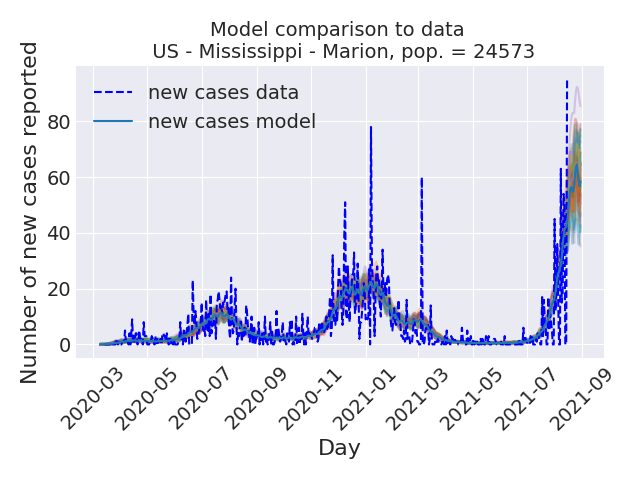 Model comparison to data
US - Mississippi - Marion, pop. = 24573
Number of new cases reported
new cases data
new cases model
80
60
40
20
0
2020-03
2020-05
2020-07
2020-09
2020-11
2021-01
2021-03
2021-05
2021-07
2021-09
Day